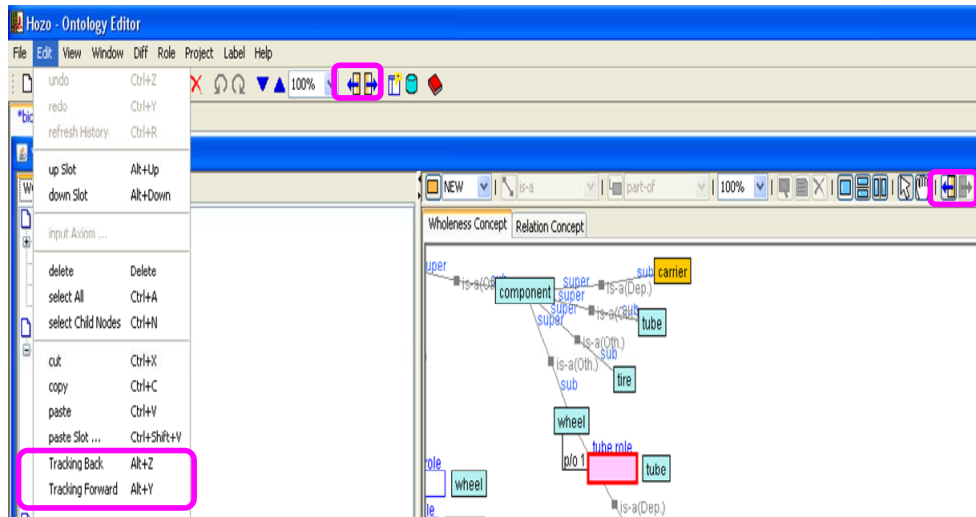 Hozo - Ontology Editor
File Edit View Window Diff Role Project Label Help
100%
undo Ctrl+Z
redo Ctrl+Y
refresh History Ctrl+R
up Slot Alt+Up
down Slot Alt+Down
input Axiom ...
delete Delete
select All Ctrl+A
select Child Nodes Ctrl+N
cut Ctrl+X
copy Ctrl+C
paste Ctrl+V
paste Slot ... Ctrl+Shift+V
Tracking Back Alt+Z
Tracking Forward Alt+Y
NEW is-a part-of 100%
Wholeness Concept Relation Concept
super sub carrier
component super is-a(Dep.)
super sub tube
super is-a(Oth.)
sub
is-a(Oth.)
tire
sub
wheel
tube role
p/o 1
tube
role
wheel
is-a(Dep.)